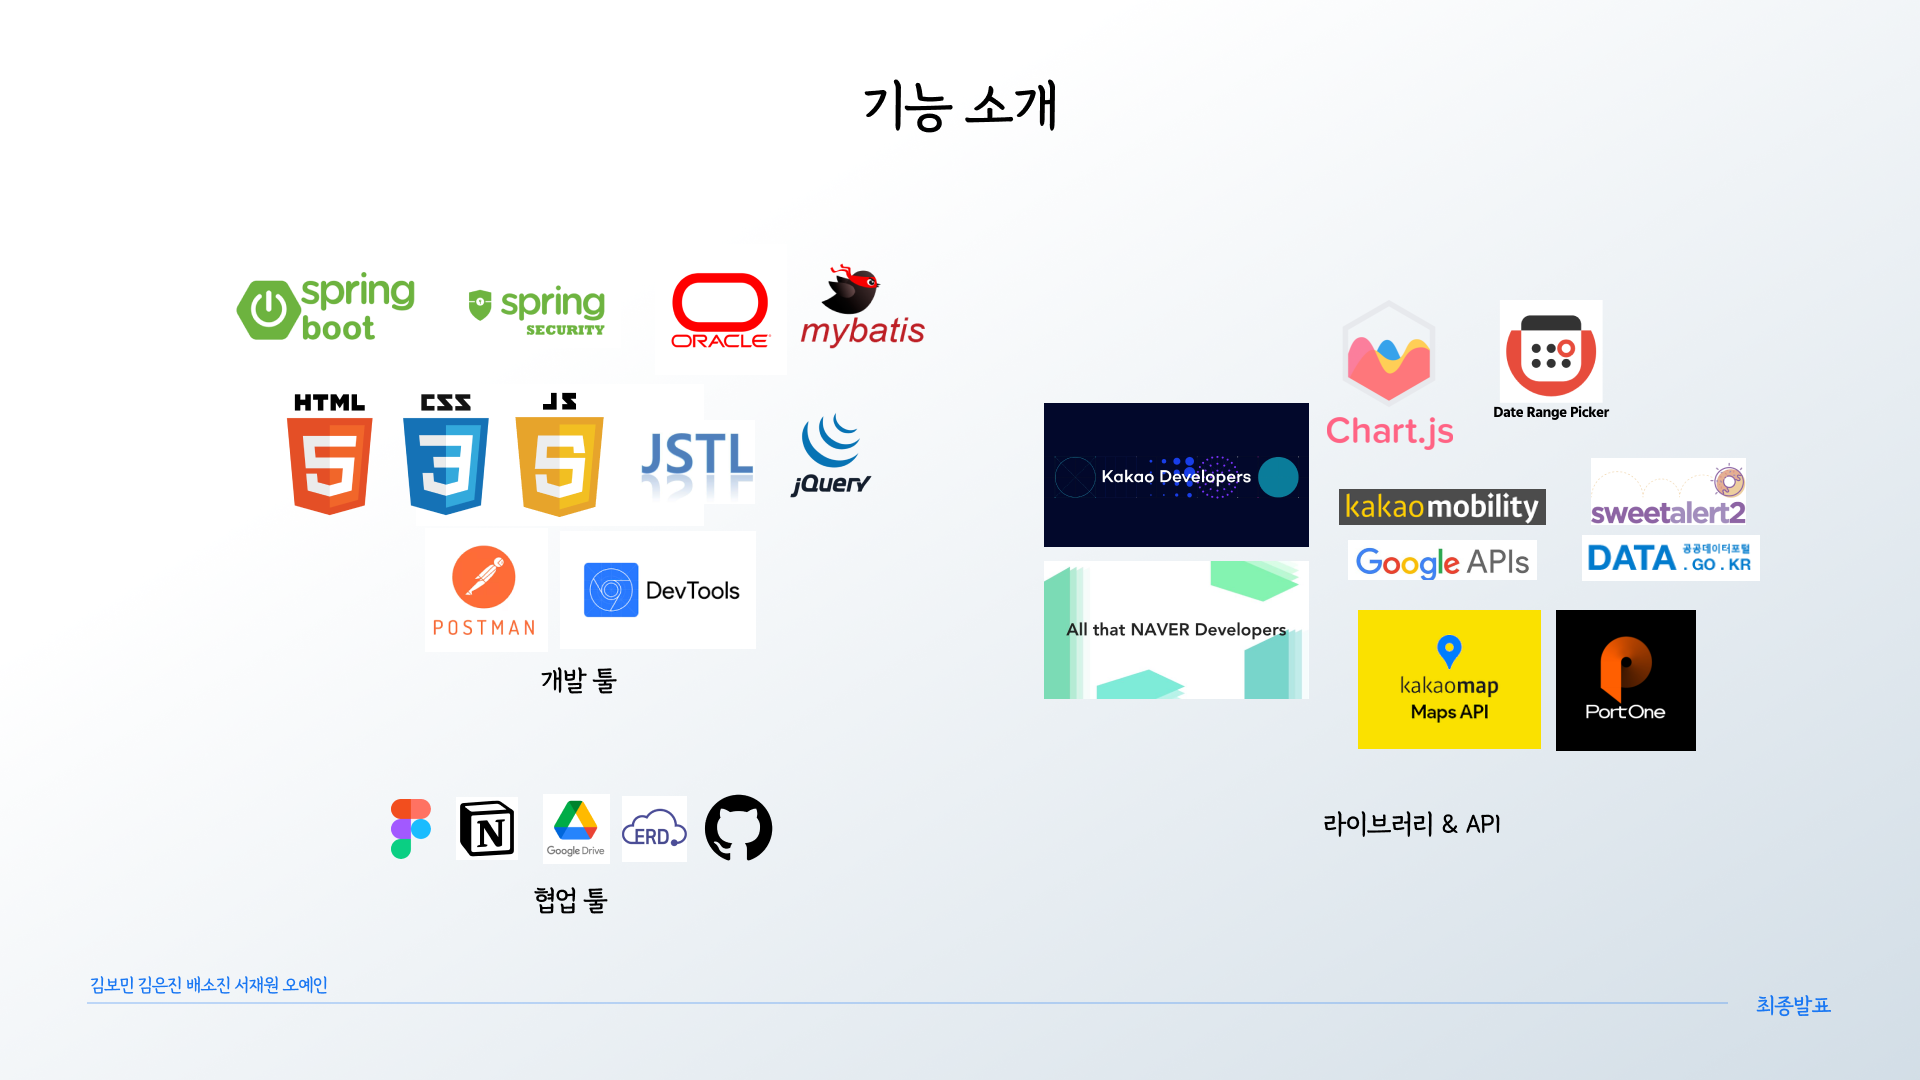 기능 소개
spring
boot
spring
SECURITY
ORACLE
mybatis
HTML
5
CSS
3
JS
5
JSTL
jQuery
POSTMAN
DevTools
개발 툴
N
Google Drive
ERD
협업 툴
Kakao Developers
All that NAVER Developers
Chart.js
Date Range Picker
kakaomobility
sweetalert2
Google APIs
DATA 공공데이터포털
. GO . KR
kakaomap
Maps API
PortOne
라이브러리 & API
김보민 김은진 배소진 서재원 오예인
최종발표